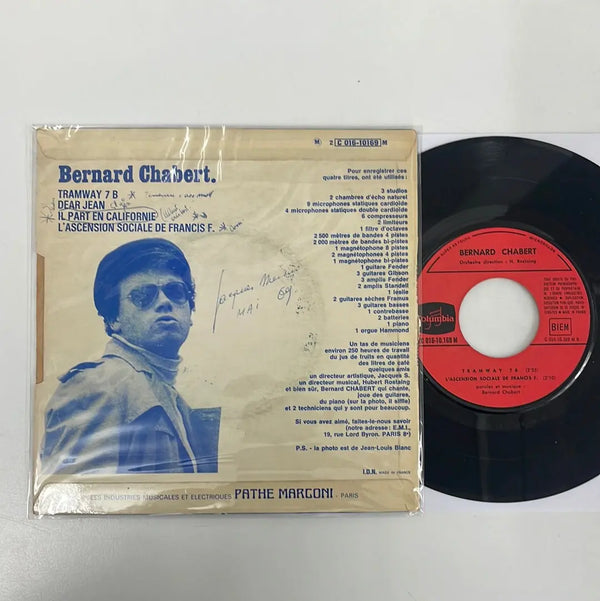 M 2 C 016-10169 M
Bernard Chabert.
TRAMWAY 7 B
DEAR JEAN
IL PART EN CALIFORNIE
L'ASCENSION SOCIALE DE FRANCIS F.
Mai 69
Pour enregistrer ces
quatre titres, ont été utilisés:
3 studios
2 chambres d'écho naturel
9 microphones statiques cardioïde
4 microphones statiques double cardioïde
6 compresseurs
2 limiteurs
1 filtre d'octaves
2 500 mètres de bandes 4 pistes
2 000 mètres de bandes bi-pistes
1 magnétophone 8 pistes
2 magnétophones 4 pistes
1 magnétophone bi-pistes
1 guitare Fender
3 guitares Gibson
3 amplis Fender
2 amplis Standell
1 leslie
2 guitares sèches Framus
3 guitares basses
1 contrebasse
2 batteries
1 piano
1 orgue Hammond
Un tas de musiciens
environ 250 heures de travail
du jus de fruits en quantité
des litres de café
quelques amis
un directeur artistique, Jacques S.
un directeur musical, Hubert Rostaing
et bien sûr, Bernard CHABERT qui chante,
joue des guitares,
du piano (sur la photo, il siffle)
et 2 techniciens qui y sont pour beaucoup.
Si vous avez aimé, faites-le-nous savoir
(notre adresse : E.M.I.,
19, rue Lord Byron. PARIS 8e)
P.S. - la photo est de Jean-Louis Blanc
I.D.N. MADE IN FRANCE
LES INDUSTRIES MUSICALES ET ELECTRIQUES PATHE MARCONI - PARIS
BERNARD CHABERT
Orchestre direction : H. Rostaing
Columbia
BIEM
TRAMWAY 7 B
L'ASCENSION SOCIALE DE FRANCIS F.
paroles et musique :
Bernard Chabert